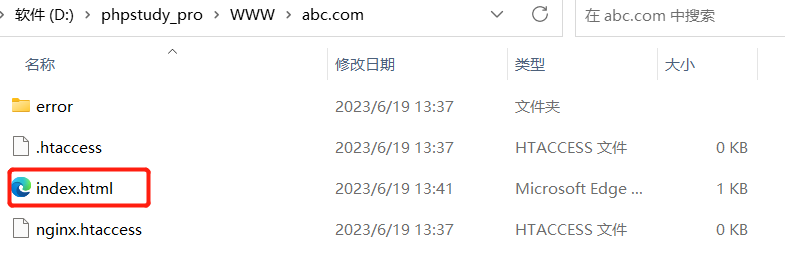 软件 (D:) › phpstudy_pro › WWW › abc.com 在 abc.com 中搜索
名称 修改日期 类型 大小
error 2023/6/19 13:37 文件夹
.htaccess 2023/6/19 13:37 HTACCESS 文件 0 KB
index.html 2023/6/19 13:41 Microsoft Edge ... 1 KB
nginx.htaccess 2023/6/19 13:37 HTACCESS 文件 0 KB